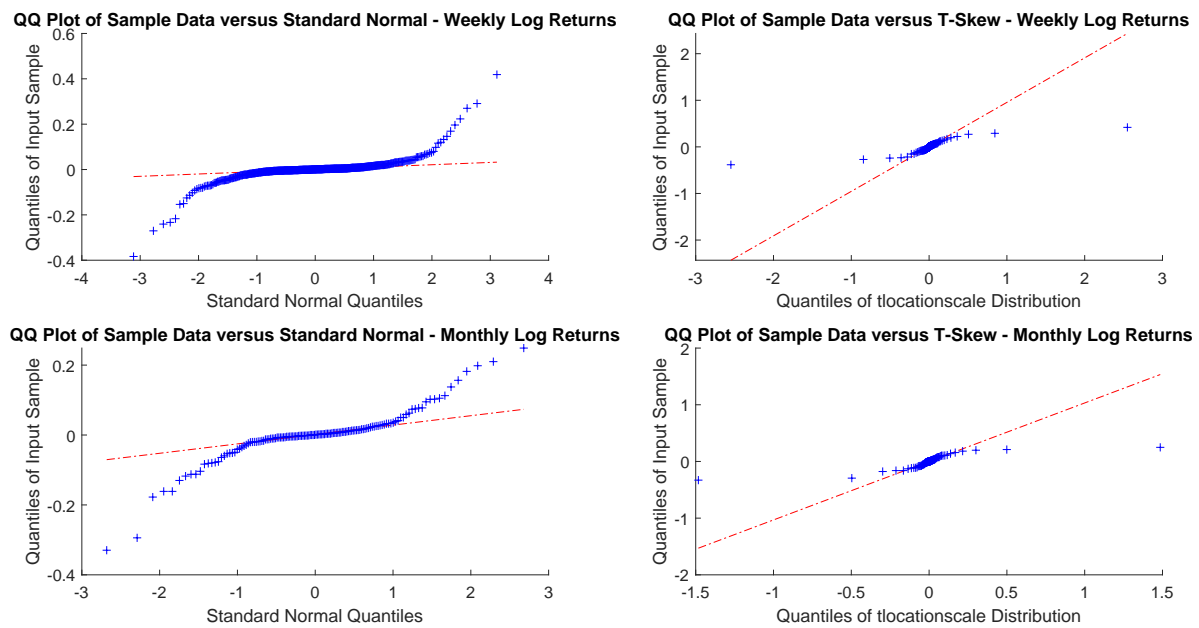 QQ Plot of Sample Data versus Standard Normal - Weekly Log Returns
Quantiles of Input Sample
0.6
0.4
0.2
0
-0.2
-0.4
-4 -3 -2 -1 0 1 2 3 4
Standard Normal Quantiles
QQ Plot of Sample Data versus T-Skew - Weekly Log Returns
Quantiles of Input Sample
2
1
0
-1
-2
-3 -2 -1 0 1 2 3
Quantiles of tlocationscale Distribution
QQ Plot of Sample Data versus Standard Normal - Monthly Log Returns
Quantiles of Input Sample
0.2
0
-0.2
-0.4
-3 -2 -1 0 1 2 3
Standard Normal Quantiles
QQ Plot of Sample Data versus T-Skew - Monthly Log Returns
Quantiles of Input Sample
2
1
0
-1
-2
-1.5 -1 -0.5 0 0.5 1 1.5
Quantiles of tlocationscale Distribution